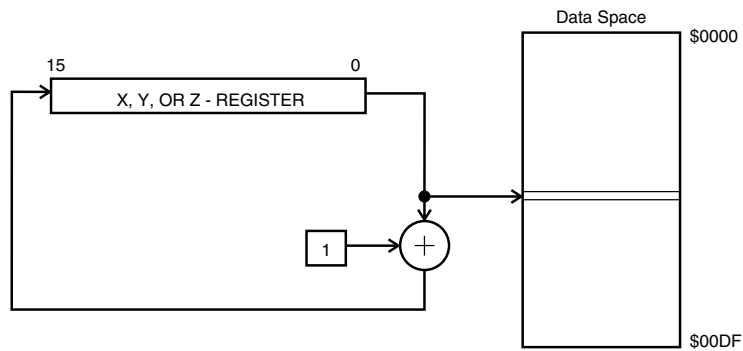 Data Space
$0000
15
0
X, Y, OR Z - REGISTER
1
+
$00DF